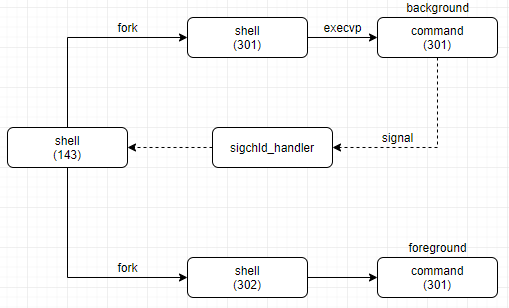 background
fork
shell
(301)
execvp
command
(301)
shell
(143)
sigchld_handler
signal
foreground
fork
shell
(302)
command
(301)